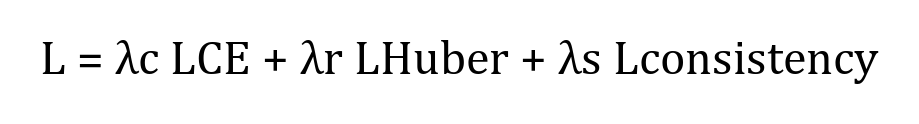 L = λc LCE + λr LHuber + λs Lconsistency